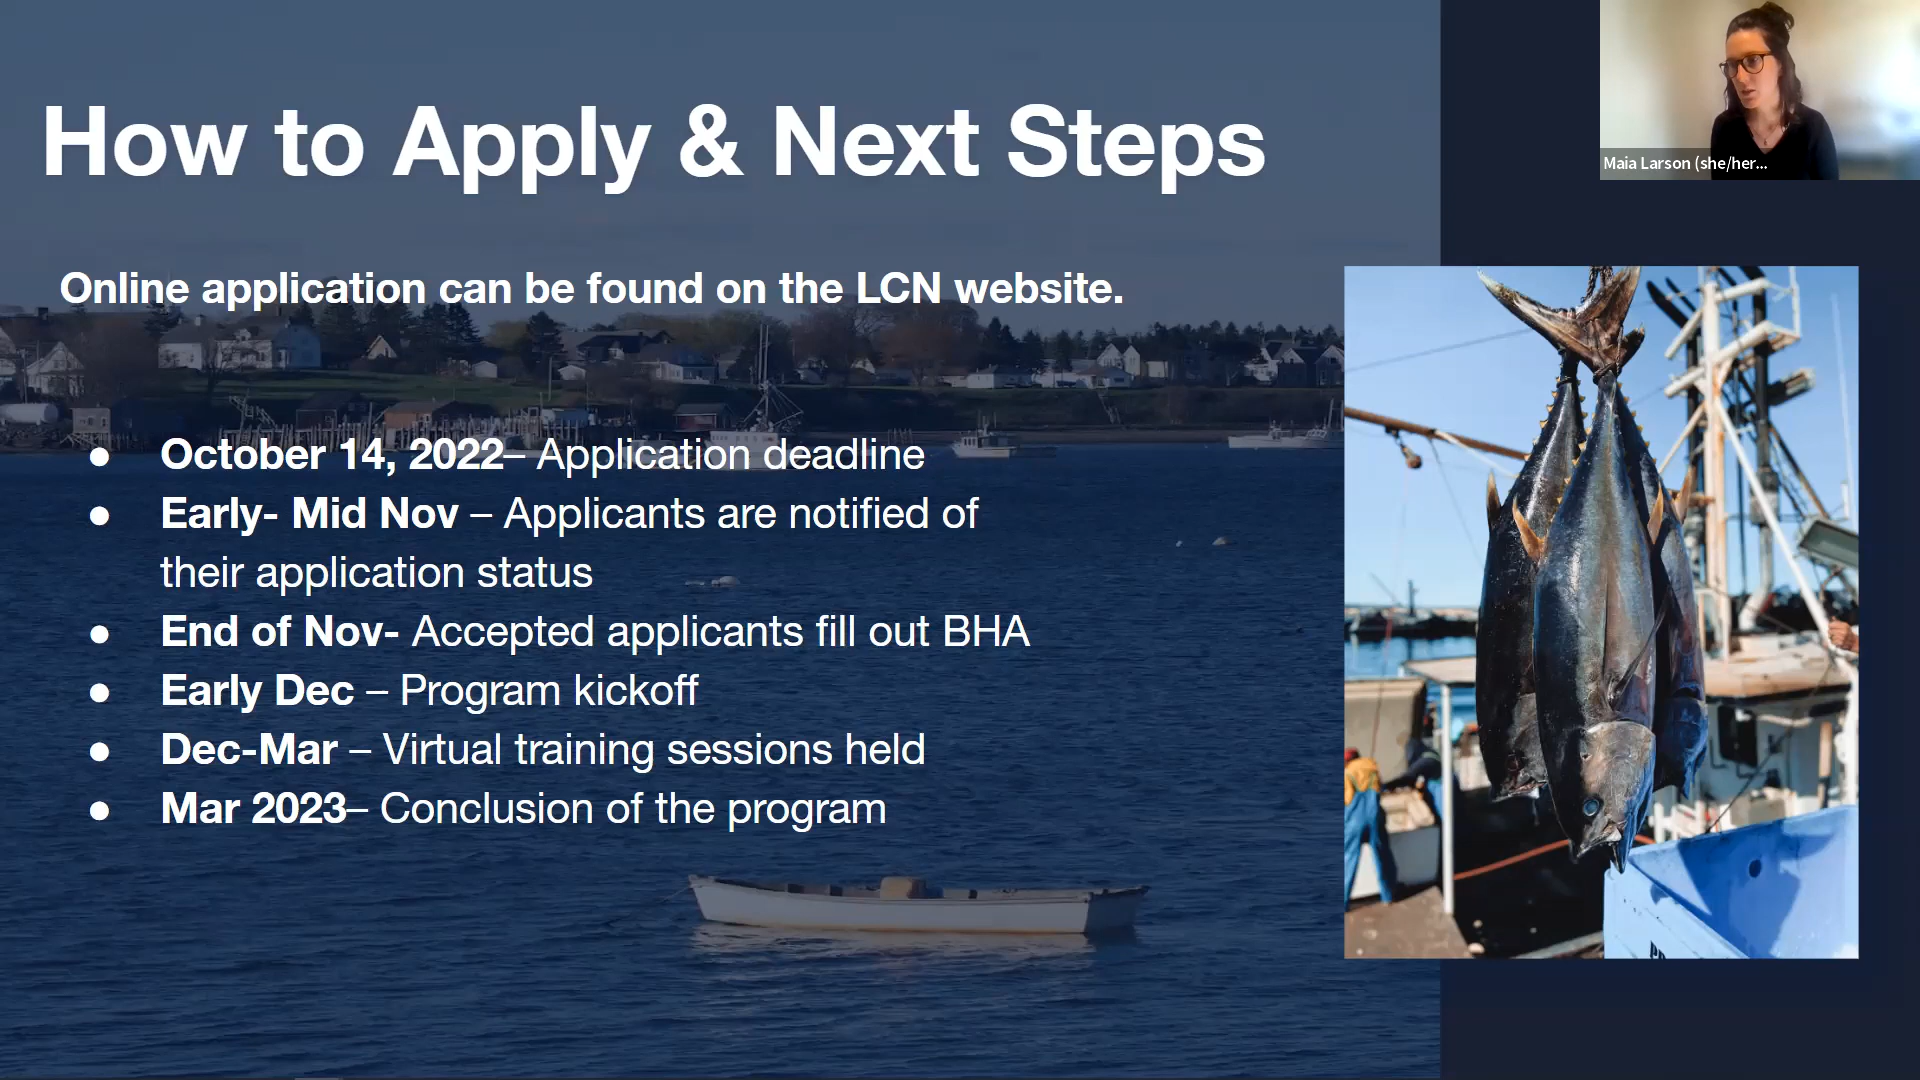 How to Apply & Next Steps
Maia Larson (she/her...
Online application can be found on the LCN website.
● October 14, 2022– Application deadline
● Early- Mid Nov – Applicants are notified of
their application status
● End of Nov- Accepted applicants fill out BHA
● Early Dec – Program kickoff
● Dec-Mar – Virtual training sessions held
● Mar 2023– Conclusion of the program